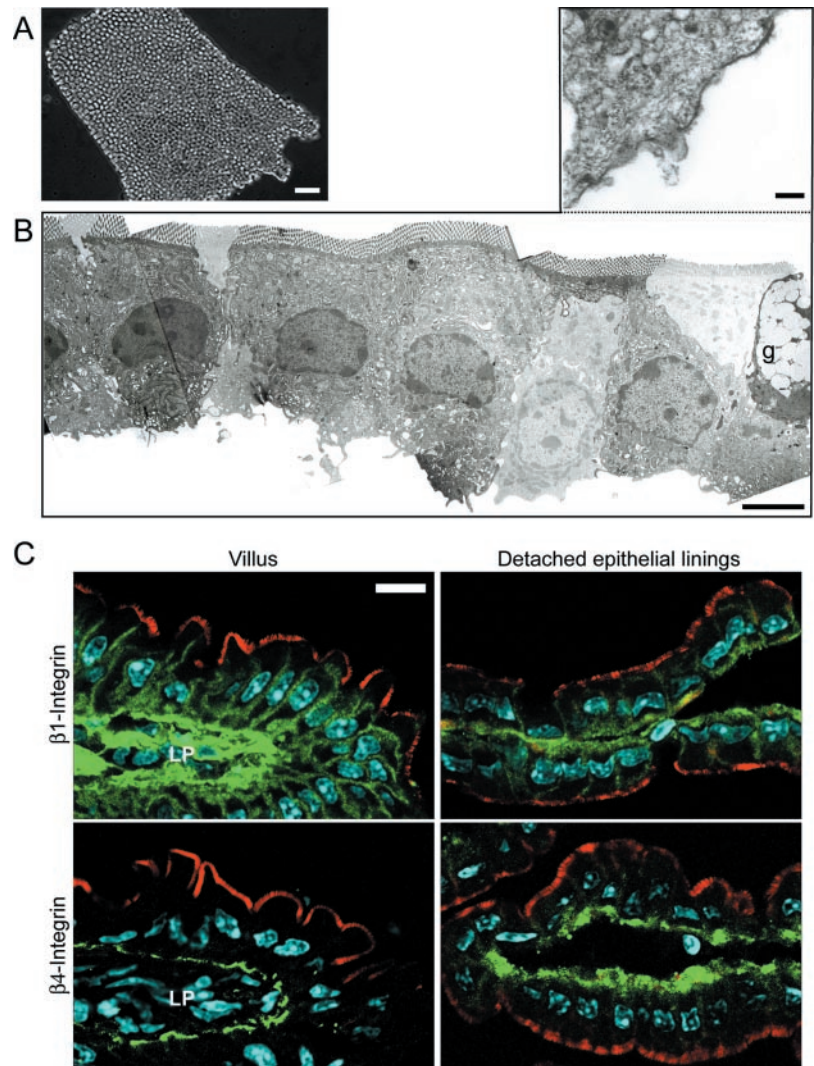 A
B
g
C
Villus
Detached epithelial linings
β1-Integrin
LP
β4-Integrin
LP